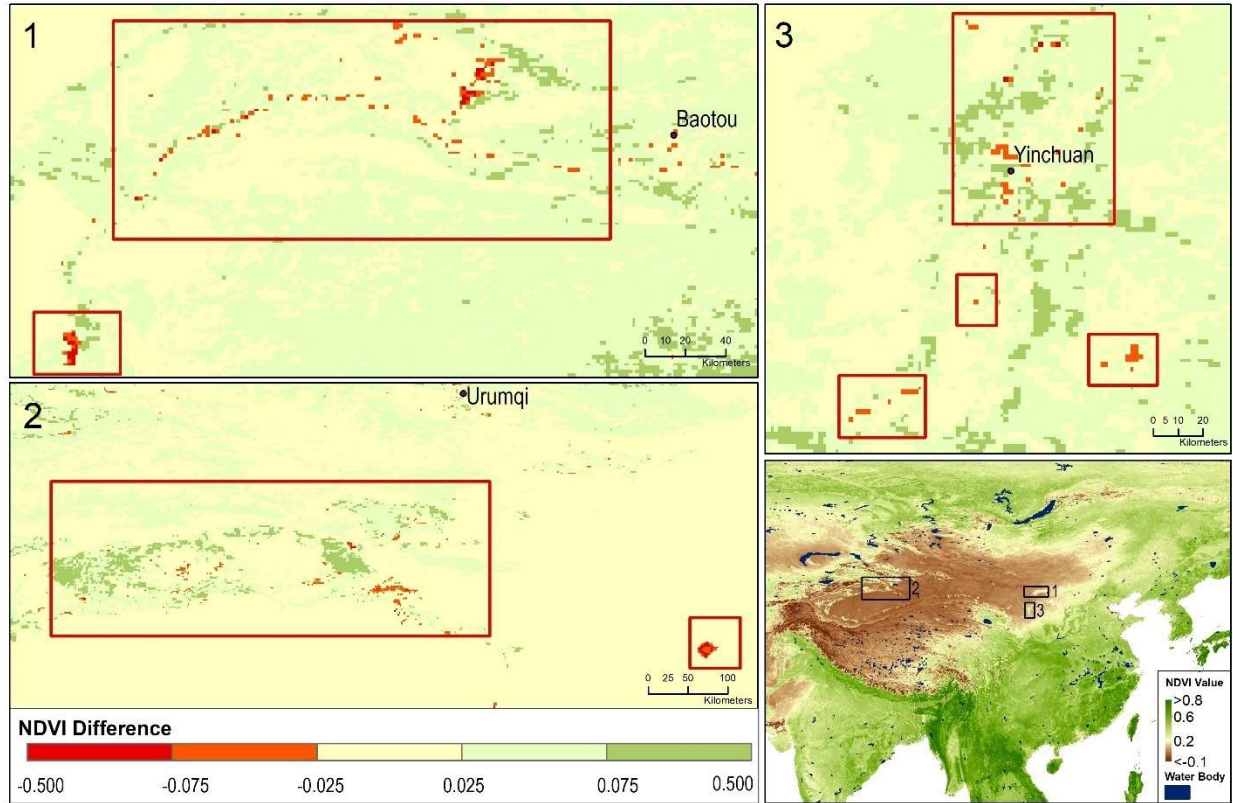 1
Baotou
0 10 20 40
Kilometers
2
Urumqi
0 50 100
Kilometers
NDVI Difference
-0.500 -0.075 -0.025 0.025 0.075 0.500
3
Yinchuan
0 5 10 20
Kilometers
2
1
3
NDVI Value
>0.8
0.6
0.2
<-0.1
Water Body